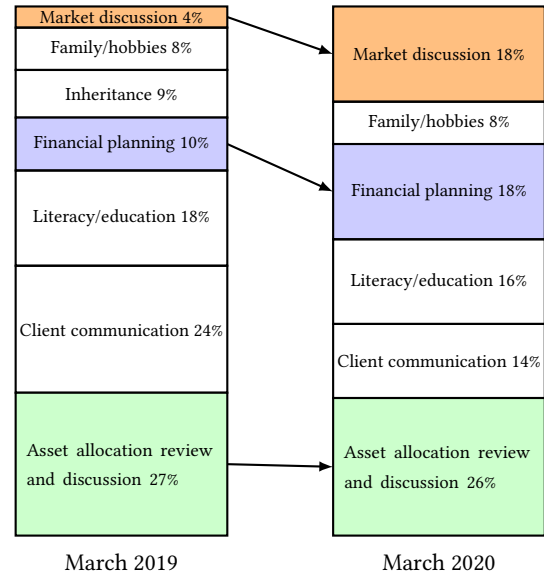 Market discussion 4%
Family/hobbies 8%
Inheritance 9%
Financial planning 10%
Literacy/education 18%
Client communication 24%
Asset allocation review
and discussion 27%
March 2019
Market discussion 18%
Family/hobbies 8%
Financial planning 18%
Literacy/education 16%
Client communication 14%
Asset allocation review
and discussion 26%
March 2020